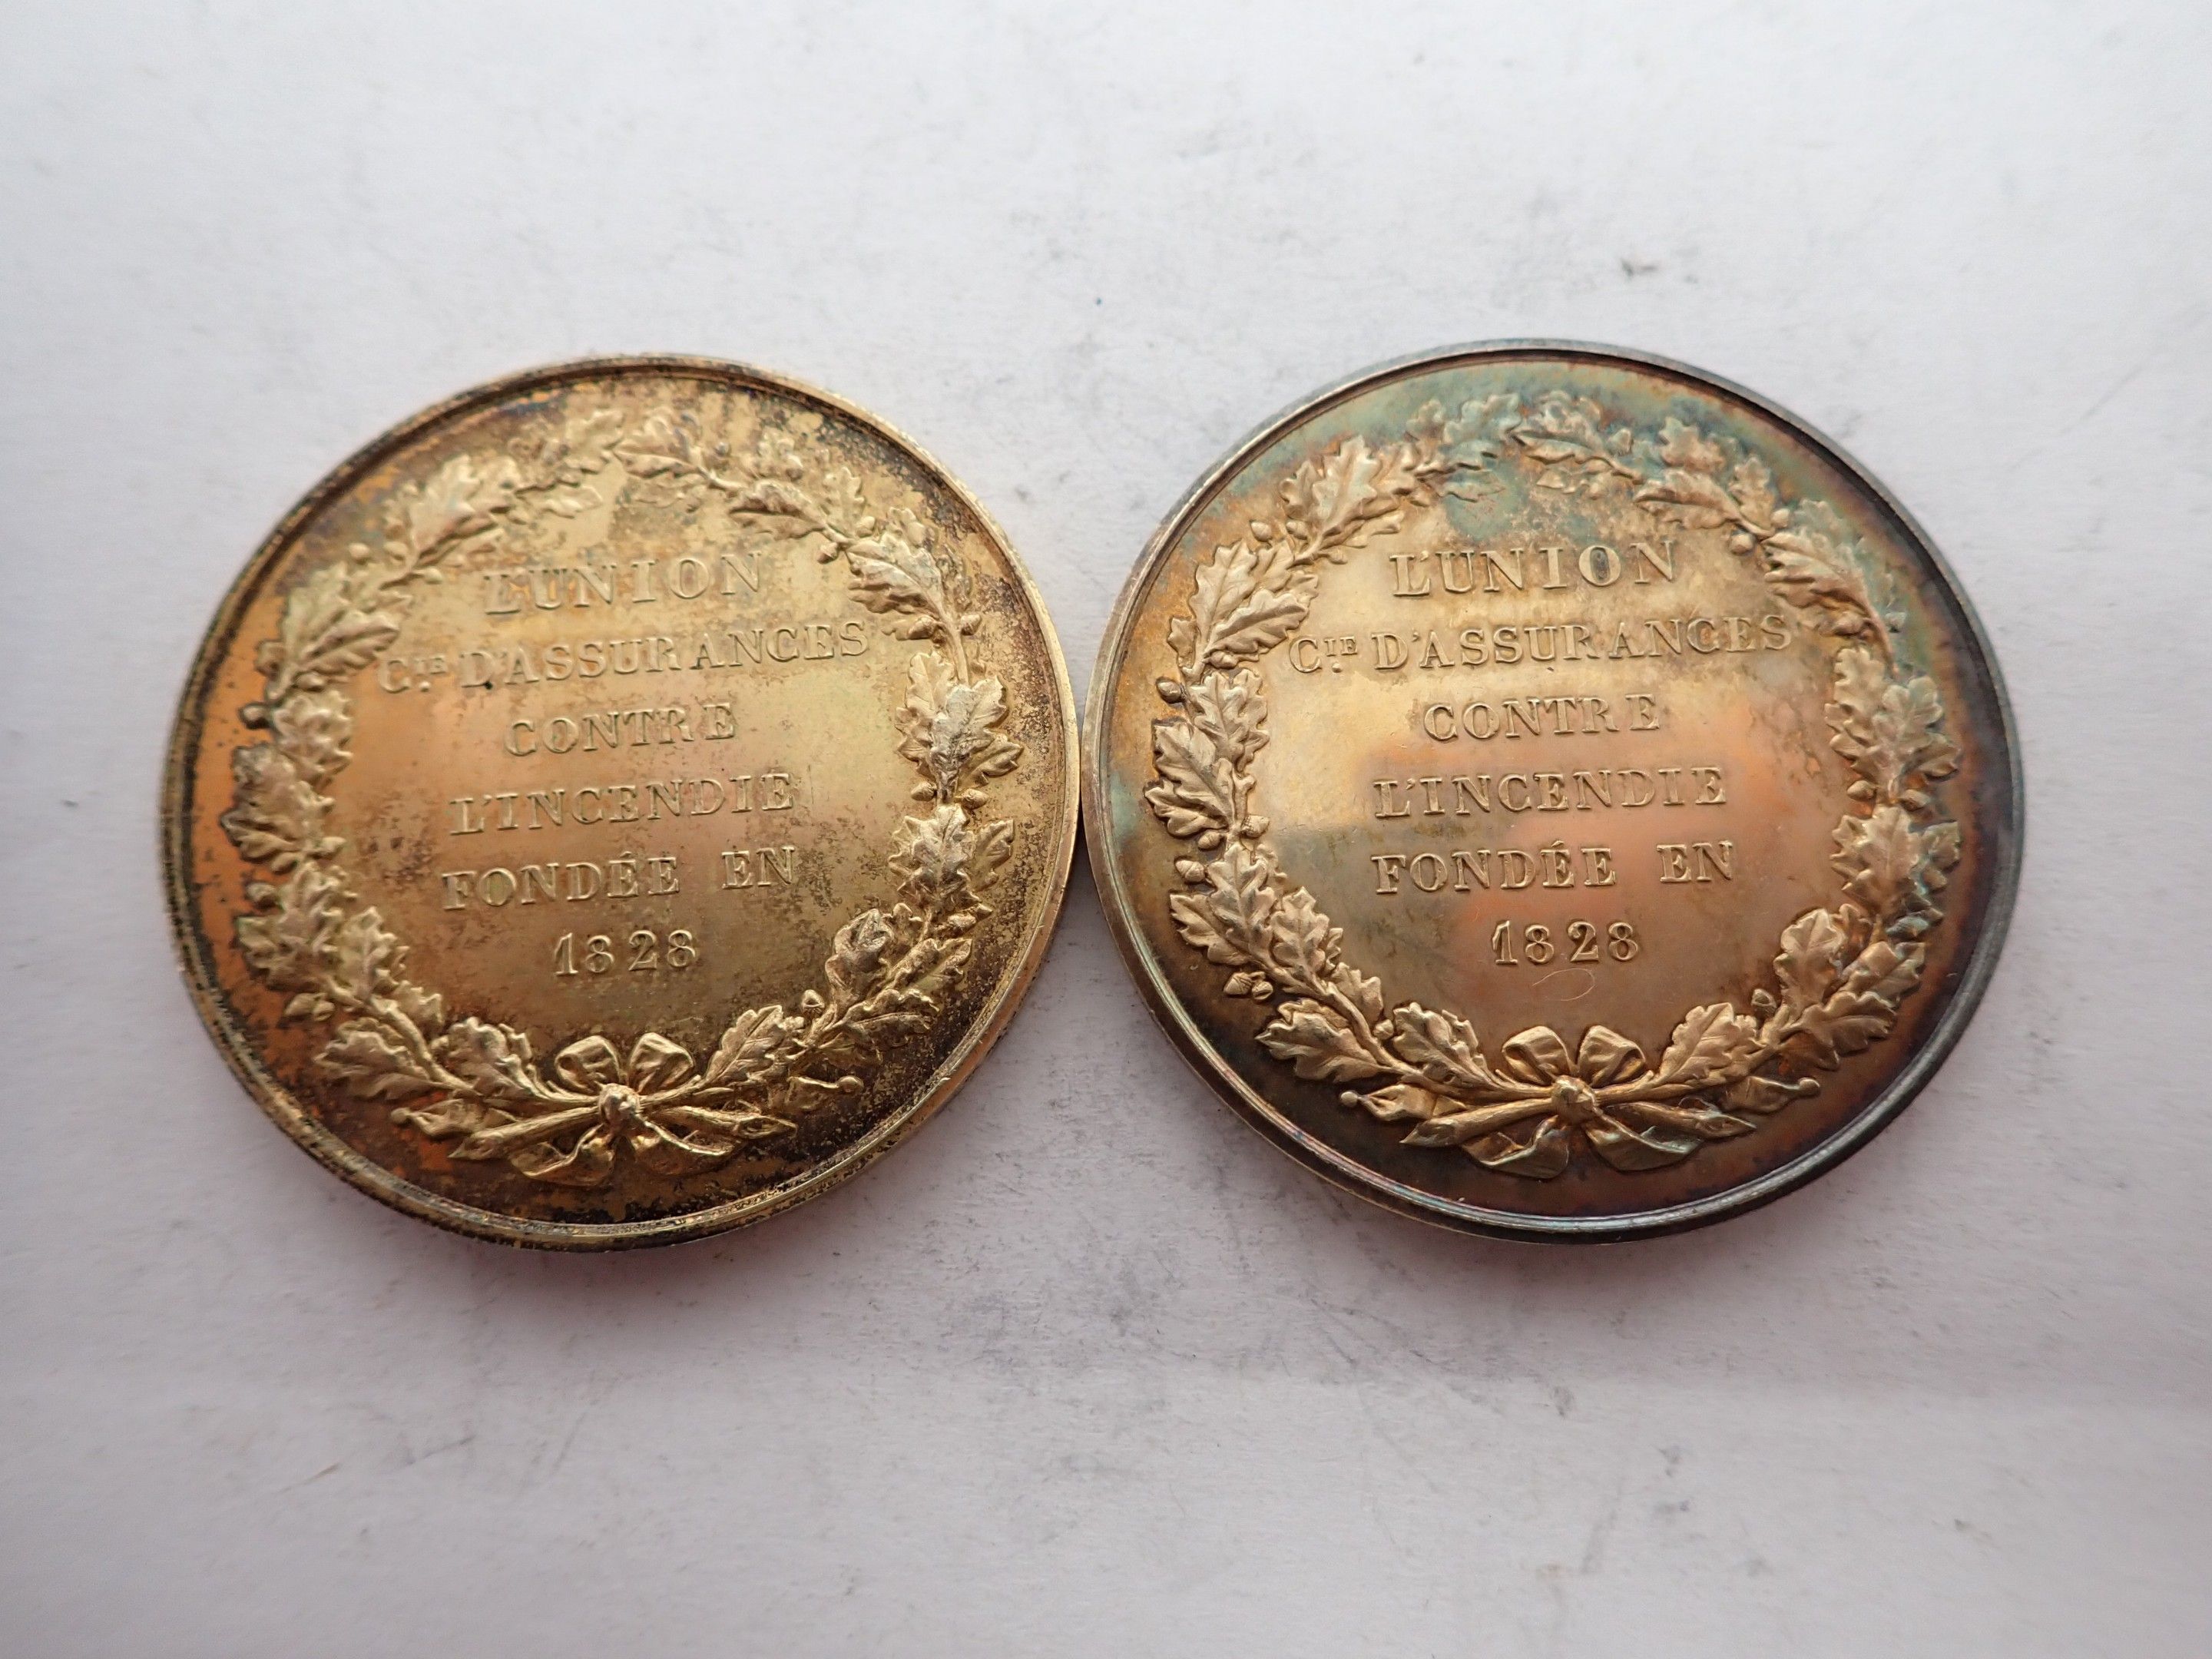 L'UNION
CIE D'ASSURANCES
CONTRE
L'INCENDIE
FONDÉE EN
1828
L'UNION
CIE D'ASSURANCES
CONTRE
L'INCENDIE
FONDÉE EN
1828